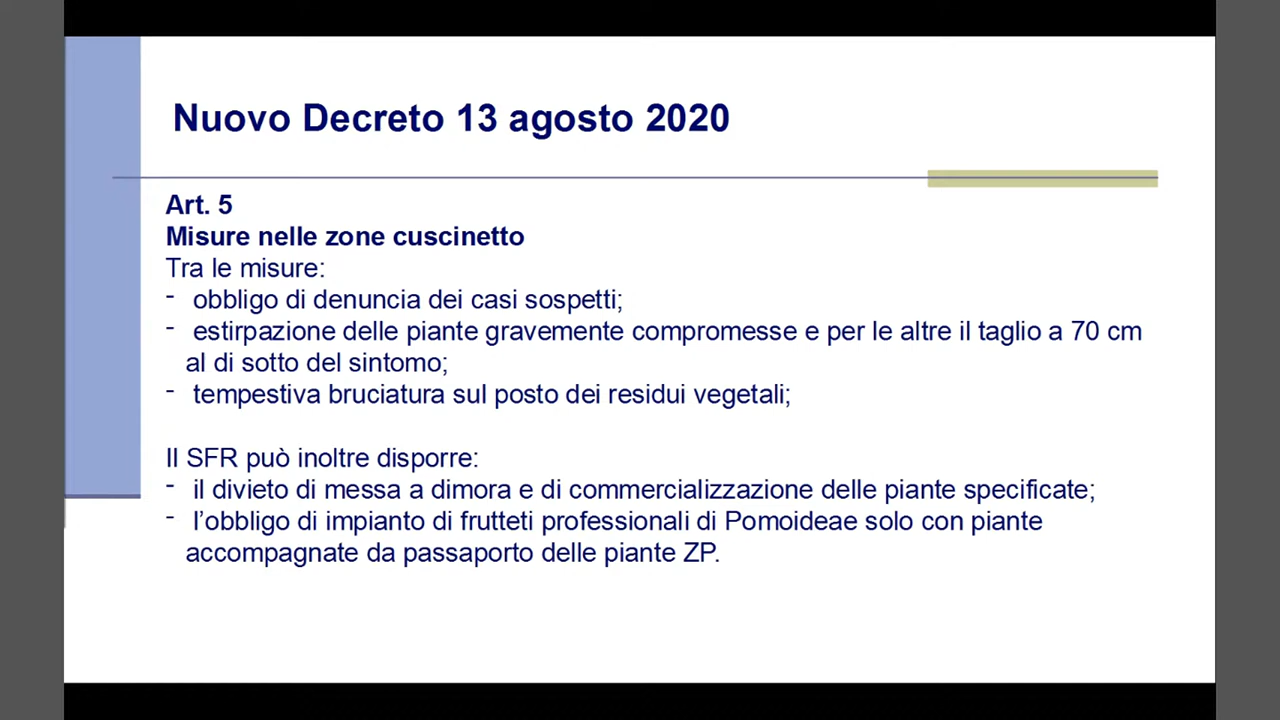 Nuovo Decreto 13 agosto 2020
Art. 5
Misure nelle zone cuscinetto
Tra le misure:
- obbligo di denuncia dei casi sospetti;
- estirpazione delle piante gravemente compromesse e per le altre il taglio a 70 cm
al di sotto del sintomo;
- tempestiva bruciatura sul posto dei residui vegetali;
Il SFR può inoltre disporre:
- il divieto di messa a dimora e di commercializzazione delle piante specificate;
- l’obbligo di impianto di frutteti professionali di Pomoideae solo con piante
accompagnate da passaporto delle piante ZP.